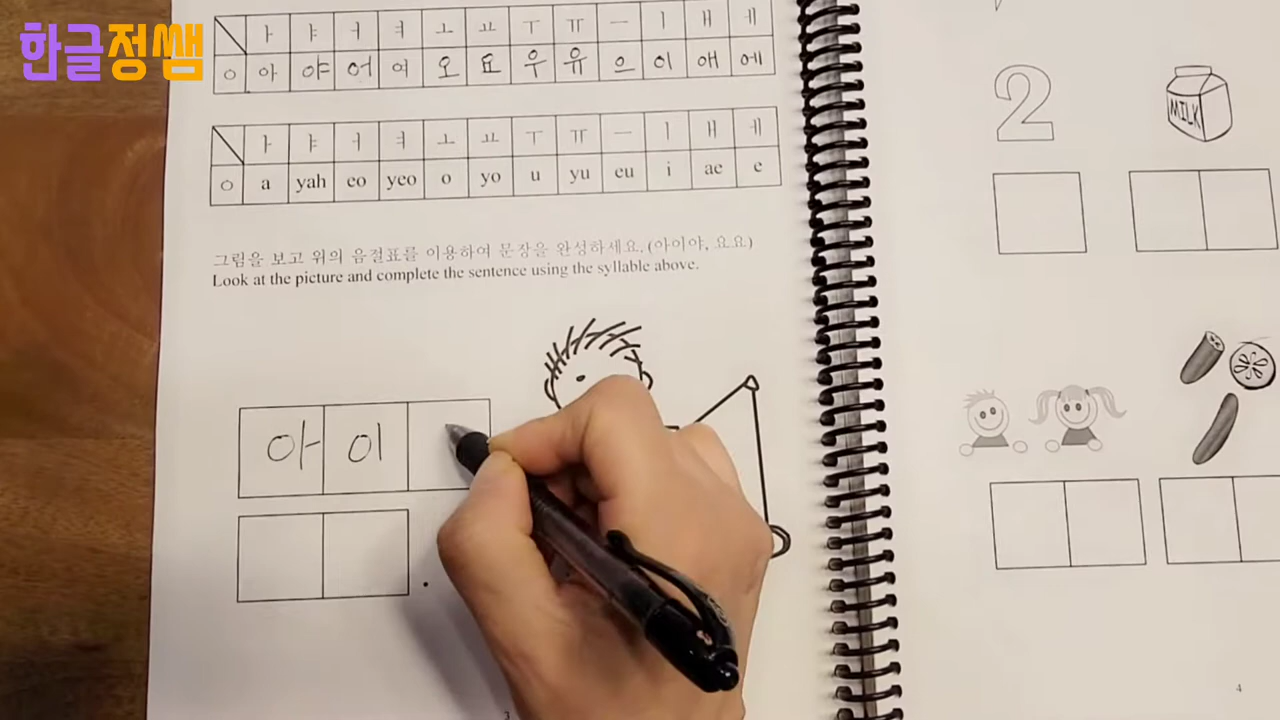 한글정쌤
ㅏ ㅑ ㅓ ㅕ ㅗ ㅛ ㅜ ㅠ ㅡ ㅣ ㅐ ㅔ
ㅇ 아 야 어 여 오 요 우 유 으 이 애 에
ㅏ ㅑ ㅓ ㅕ ㅗ ㅛ ㅜ ㅠ ㅡ ㅣ ㅐ ㅔ
ㅇ a yah eo yeo o yo u yu eu i ae e
그림을 보고 위의 음절표를 이용하여 문장을 완성하세요. (아이야, 요요)
Look at the picture and complete the sentence using the syllable above.
아 이
.
3
2
MILK
4